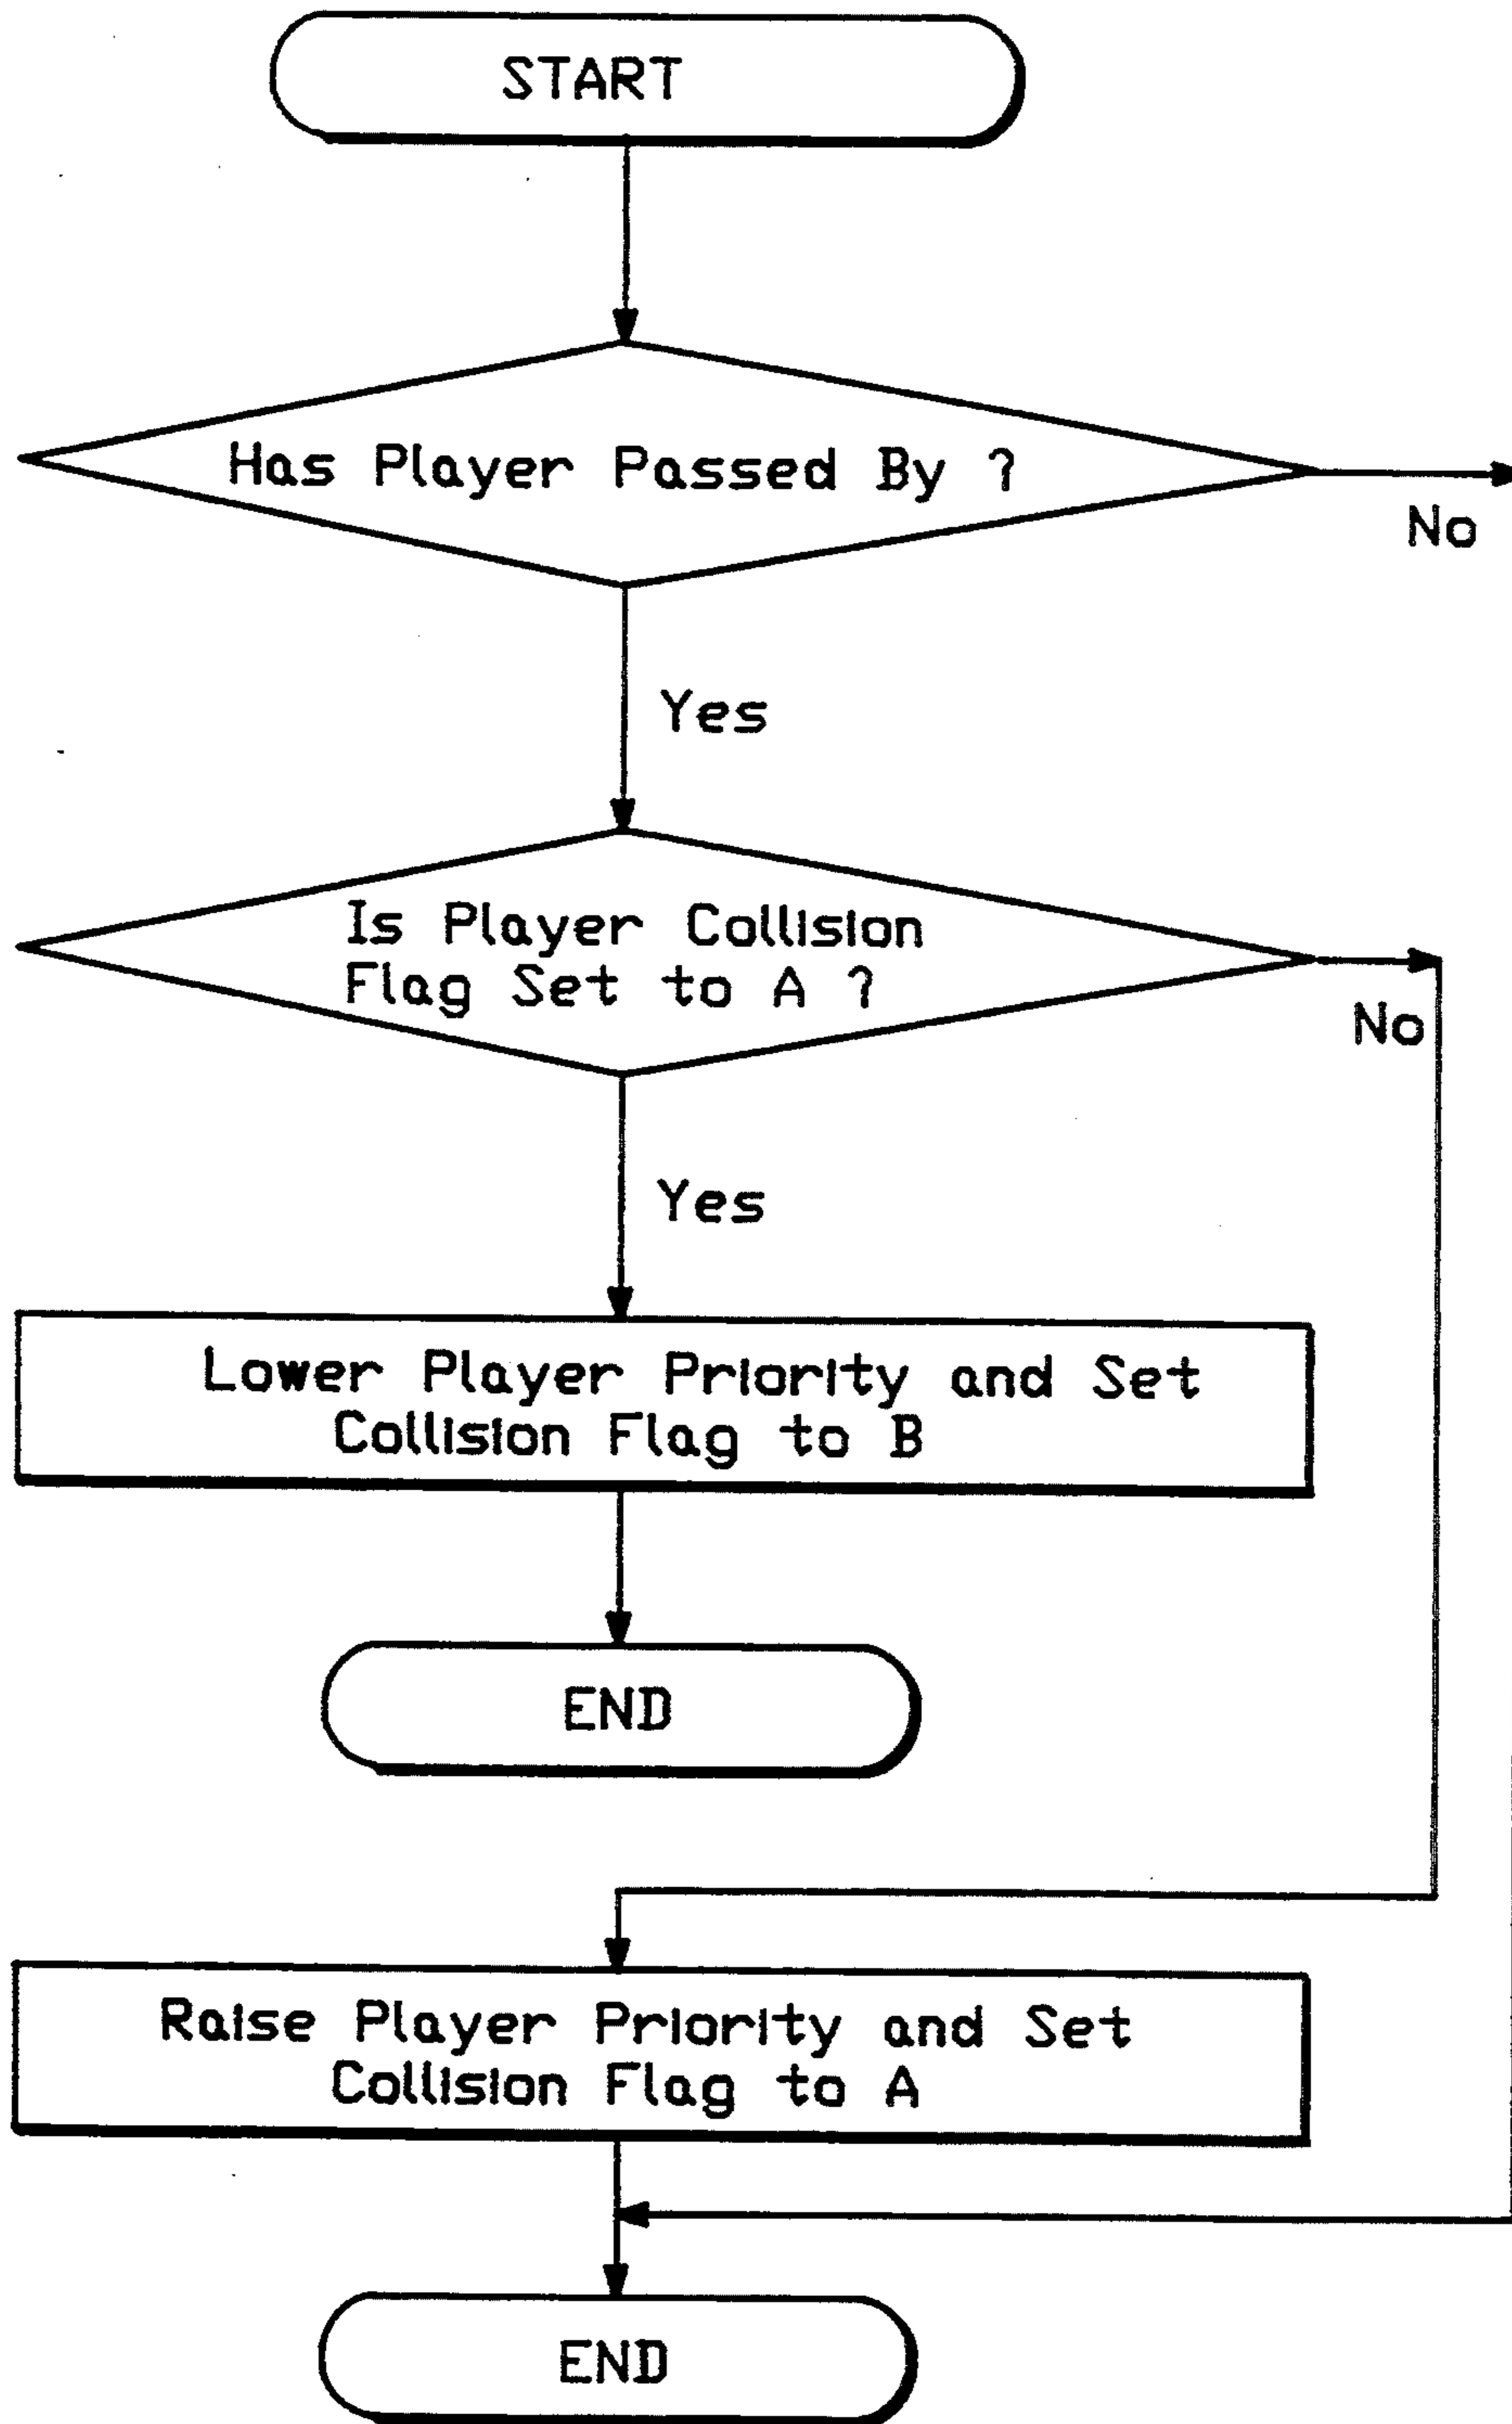 START
Has Player Passed By ?
No
Yes
Is Player Collision
Flag Set to A ?
No
Yes
Lower Player Priority and Set
Collision Flag to B
END
Raise Player Priority and Set
Collision Flag to A
END